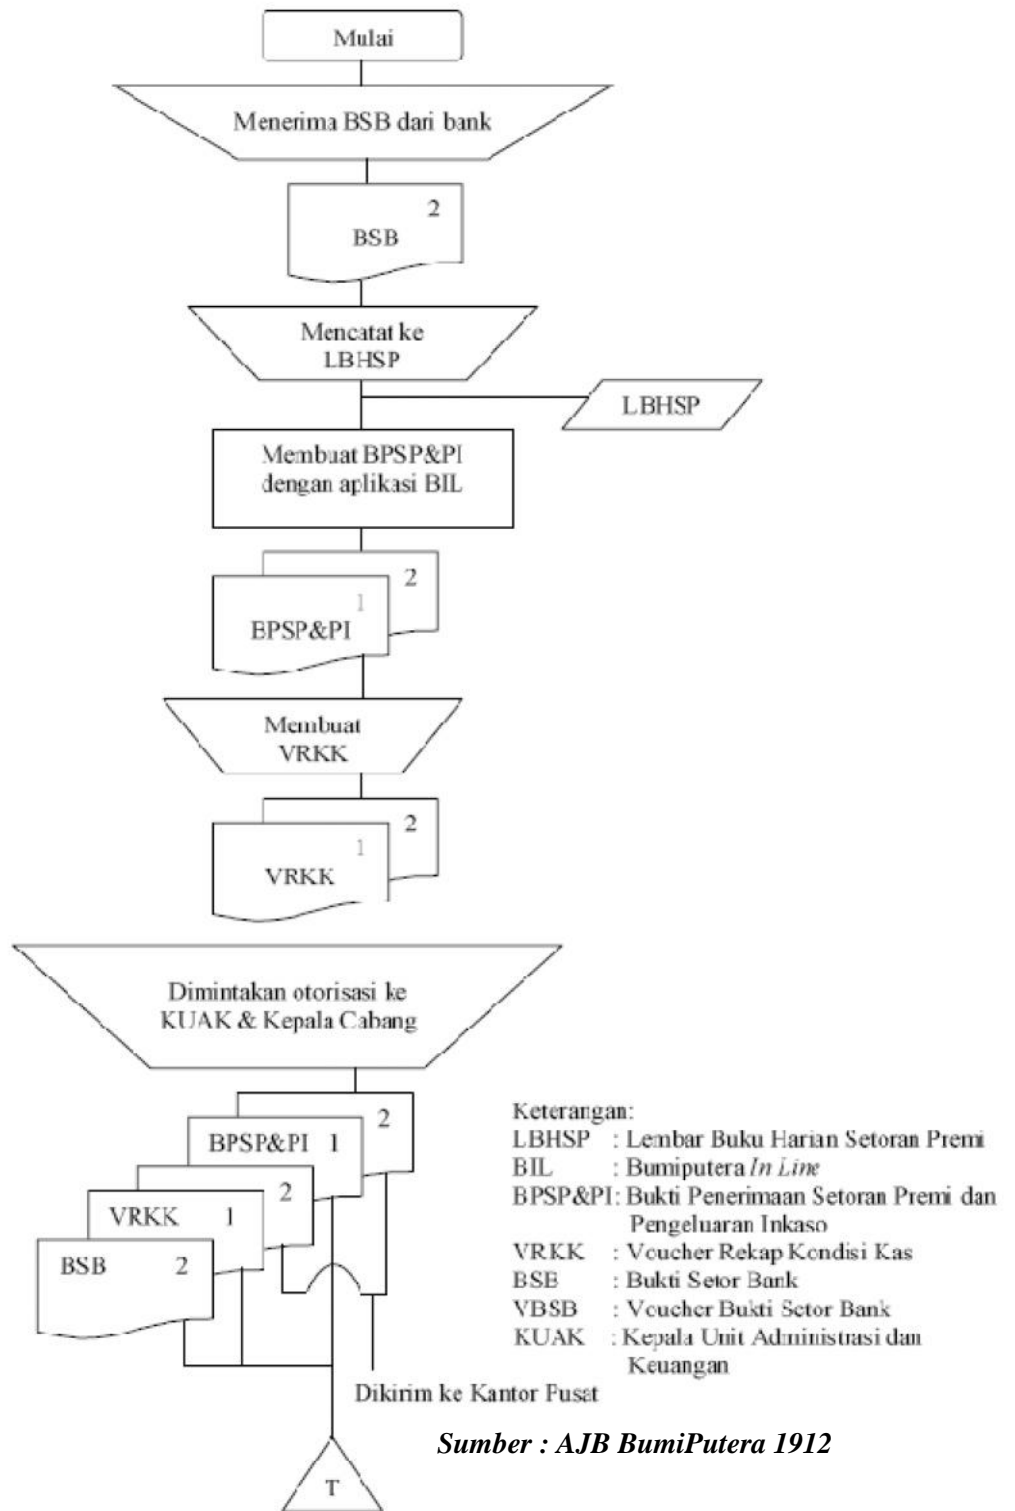 Mulai
Menerima BSB dari bank
2
BSB
Mencatat ke
LBHSP
LBHSP
Membuat BPSP&PI
dengan aplikasi BIL
2
1
BPSP&PI
Membuat
VRKK
2
1
VRKK
Dimintakan otorisasi ke
KUAK & Kepala Cabang
2
BPSP&PI 1
2
VRKK 1
BSB 2
Dikirim ke Kantor Pusat
T
Keterangan:
LBHSP : Lembar Buku Harian Setoran Premi
BIL : Bumiputera In Line
BPSP&PI: Bukti Penerimaan Setoran Premi dan
Pengeluaran Inkaso
VRKK : Voucher Rekap Kondisi Kas
BSB : Bukti Setor Bank
VBSB : Voucher Bukti Setor Bank
KUAK : Kepala Unit Administrasi dan
Keuangan
Sumber : AJB BumiPutera 1912